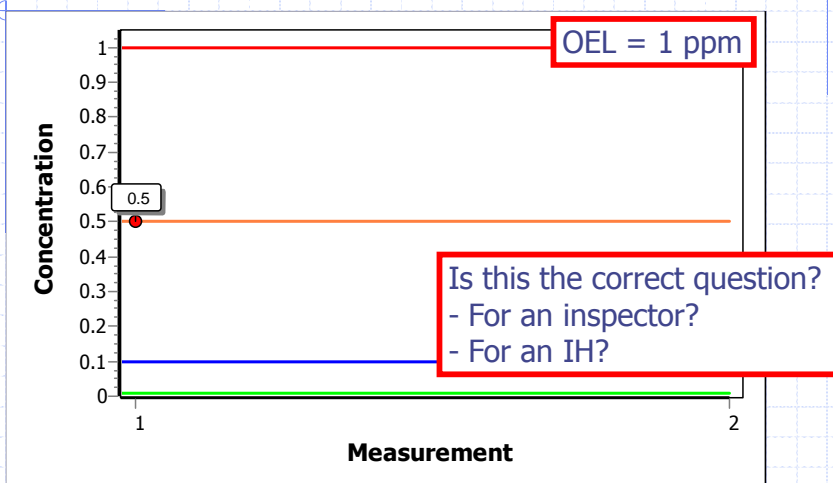 OEL = 1 ppm
1
0.9
0.8
0.7
0.6
0.5
0.5
0.4
0.3
0.2
0.1
0
Concentration
Is this the correct question?
- For an inspector?
- For an IH?
1
2
Measurement